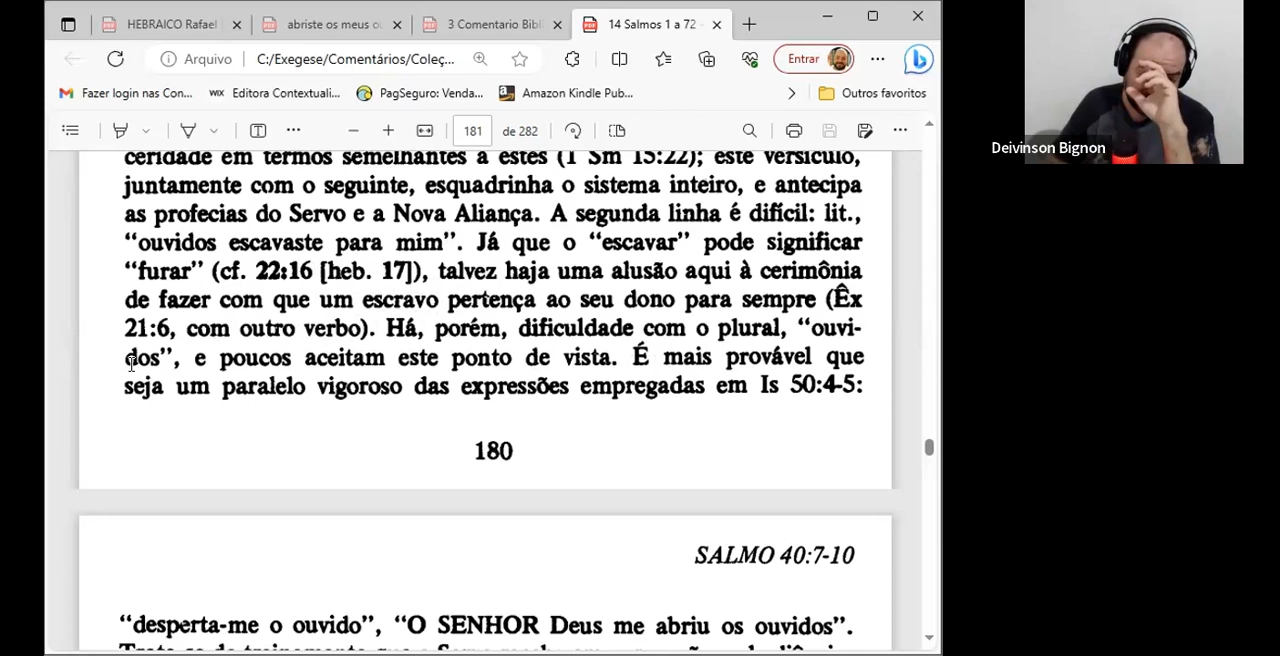 HEBRAICO Rafael
abriste os meus o
3 Comentario Bibl
14 Salmos 1 a 72
Arquivo
C:/Exegese/Comentários/Coleç...
Entrar
Fazer login nas Con...
WIX Editora Contextuali...
PagSeguro: Venda...
Amazon Kindle Pub...
Outros favoritos
181 de 282
ceridade em termos semelhantes a estes (1 Sm 15:22); este versículo,
juntamente com o seguinte, esquadrinha o sistema inteiro, e antecipa
as profecias do Servo e a Nova Aliança. A segunda linha é difícil: lit.,
“ouvidos escavaste para mim”. Já que o “escavar” pode significar
“furar” (cf. 22:16 [heb. 17]), talvez haja uma alusão aqui à cerimônia
de fazer com que um escravo pertença ao seu dono para sempre (Êx
21:6, com outro verbo). Há, porém, dificuldade com o plural, “ouvi-
dos”, e poucos aceitam este ponto de vista. É mais provável que
seja um paralelo vigoroso das expressões empregadas em Is 50:4-5:
180
SALMO 40:7-10
“desperta-me o ouvido”, “O SENHOR Deus me abriu os ouvidos”.
Deivinson Bignon